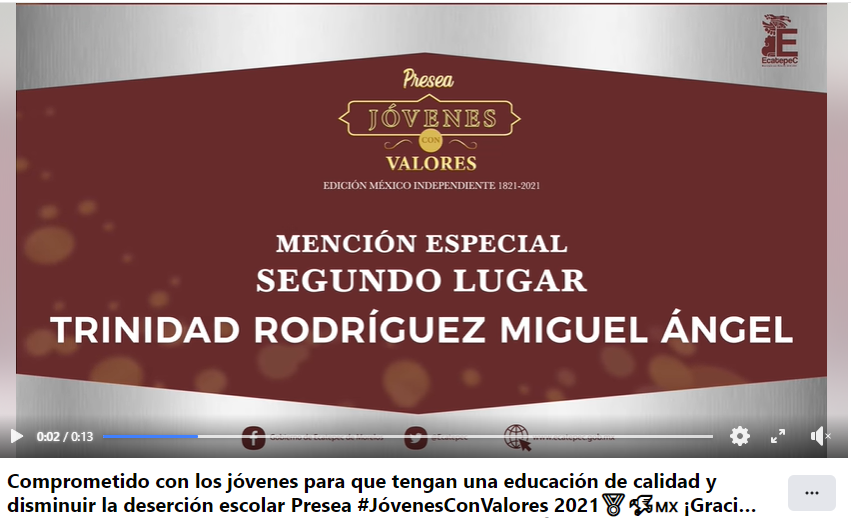 EcatepeC
Presea
JÓVENES
CON
VALORES
EDICIÓN MÉXICO INDEPENDIENTE 1821-2021
MENCIÓN ESPECIAL
SEGUNDO LUGAR
TRINIDAD RODRÍGUEZ MIGUEL ÁNGEL
0:02 / 0:13
Gobierno de Ecatepec de Morelos
@Ecatepec
www.ecatepec.gob.mx
Comprometido con los jóvenes para que tengan una educación de calidad y
disminuir la deserción escolar Presea #JóvenesConValores 2021🏅🕊🇲🇽 ¡Graci...